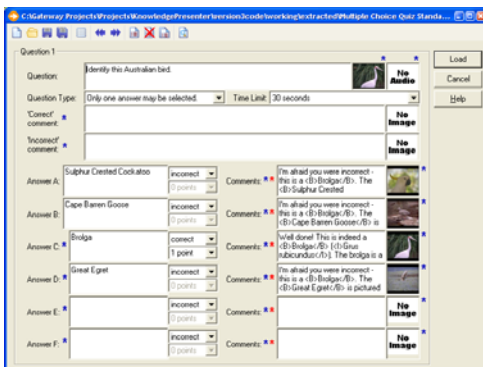 C:\Gateway Projects\Projects\KnowledgePresenter\version3code\working\extracted\Multiple Choice Quiz Standa...
Question 1
Question:
Identify this Australian bid.
No Audio
Load
Cancel
Help
Question Type:
Only one answer may be selected.
Time Limit:
30 seconds
'Correct' comment:
No Image
'Incorrect' comment:
No Image
Answer A:
Sulphur Crested Cockatoo
incorrect
0 points
Comments:
I'm afraid you were incorrect -
this is a <B>Brolga</B>. The
<B>Sulphur Crested
Answer B:
Cape Barren Goose
incorrect
0 points
Comments:
I'm afraid you were incorrect -
this is a <B>Brolga</B>. The
<B>Cape Barren Goose</B> is
Answer C:
Brolga
correct
1 point
Comments:
Well done! This is indeed a
<B>Brolga</B> (<I>Grus
rubicundus</I>). The brolga is a
Answer D:
Great Egret
incorrect
0 points
Comments:
I'm afraid you were incorrect -
this is a <B>Brolga</B>. The
<B>Great Egret</B> is pictured
Answer E:
incorrect
0 points
Comments:
No Image
Answer F:
incorrect
0 points
Comments:
No Image